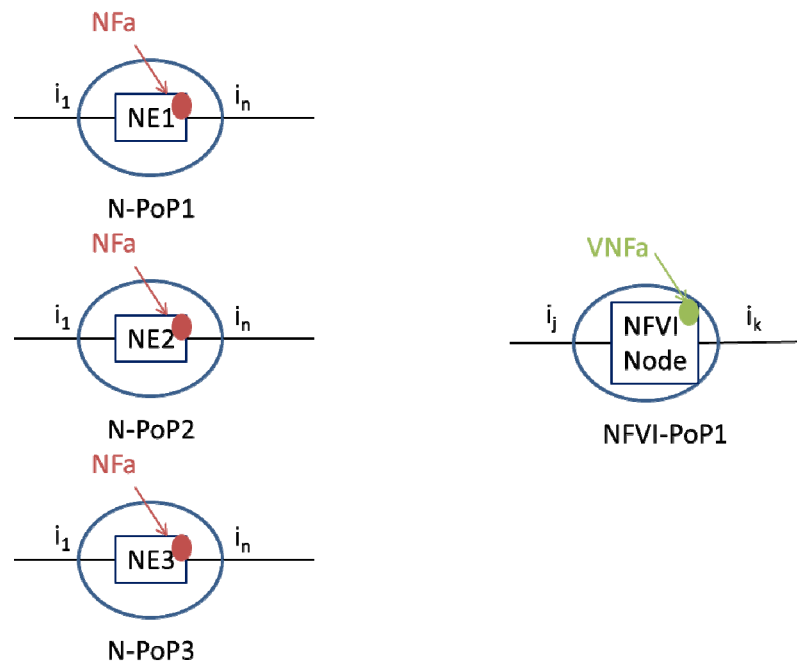 NFa
i1 NE1 in
N-PoP1
NFa
i1 NE2 in
N-PoP2
NFa
i1 NE3 in
N-PoP3
VNFa
ij NFVI ik
Node
NFVI-PoP1